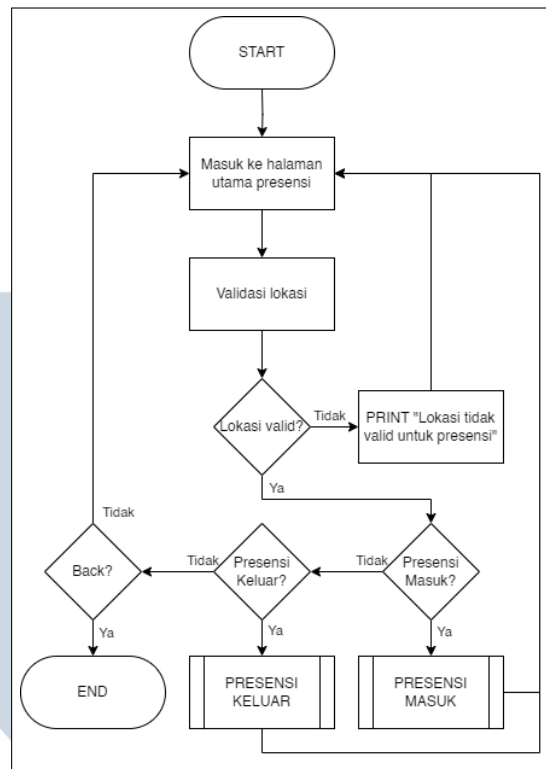 START
Masuk ke halaman
utama presensi
Validasi lokasi
Lokasi valid?
Tidak
PRINT "Lokasi tidak
valid untuk presensi"
Ya
Tidak
Back?
Tidak
Presensi
Keluar?
Tidak
Presensi
Masuk?
Ya
Ya
Ya
END
PRESENSI
KELUAR
PRESENSI
MASUK